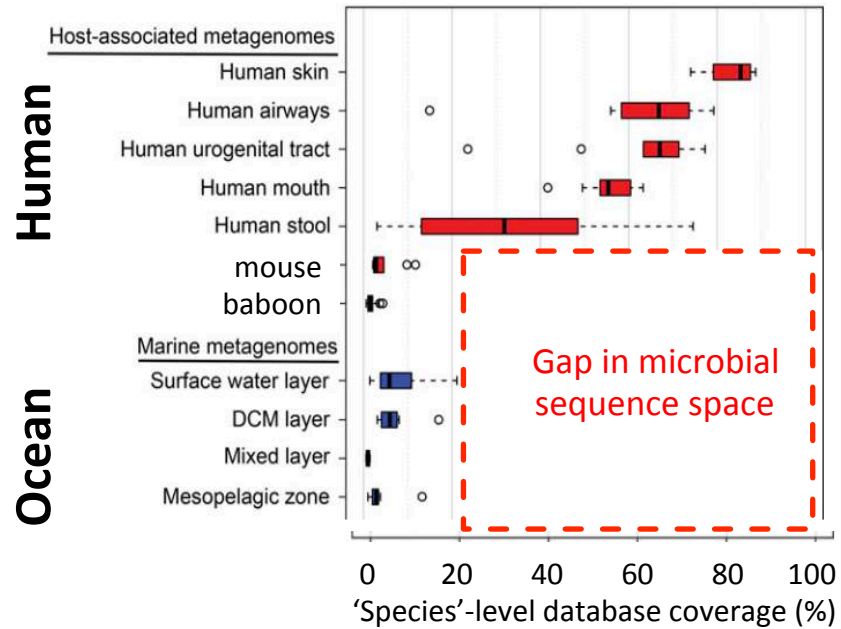 Human
Host-associated metagenomes
Human skin
Human airways
Human urogenital tract
Human mouth
Human stool
mouse
baboon
Ocean
Marine metagenomes
Surface water layer
DCM layer
Mixed layer
Mesopelagic zone
Gap in microbial
sequence space
0 20 40 60 80 100
‘Species’-level database coverage (%)